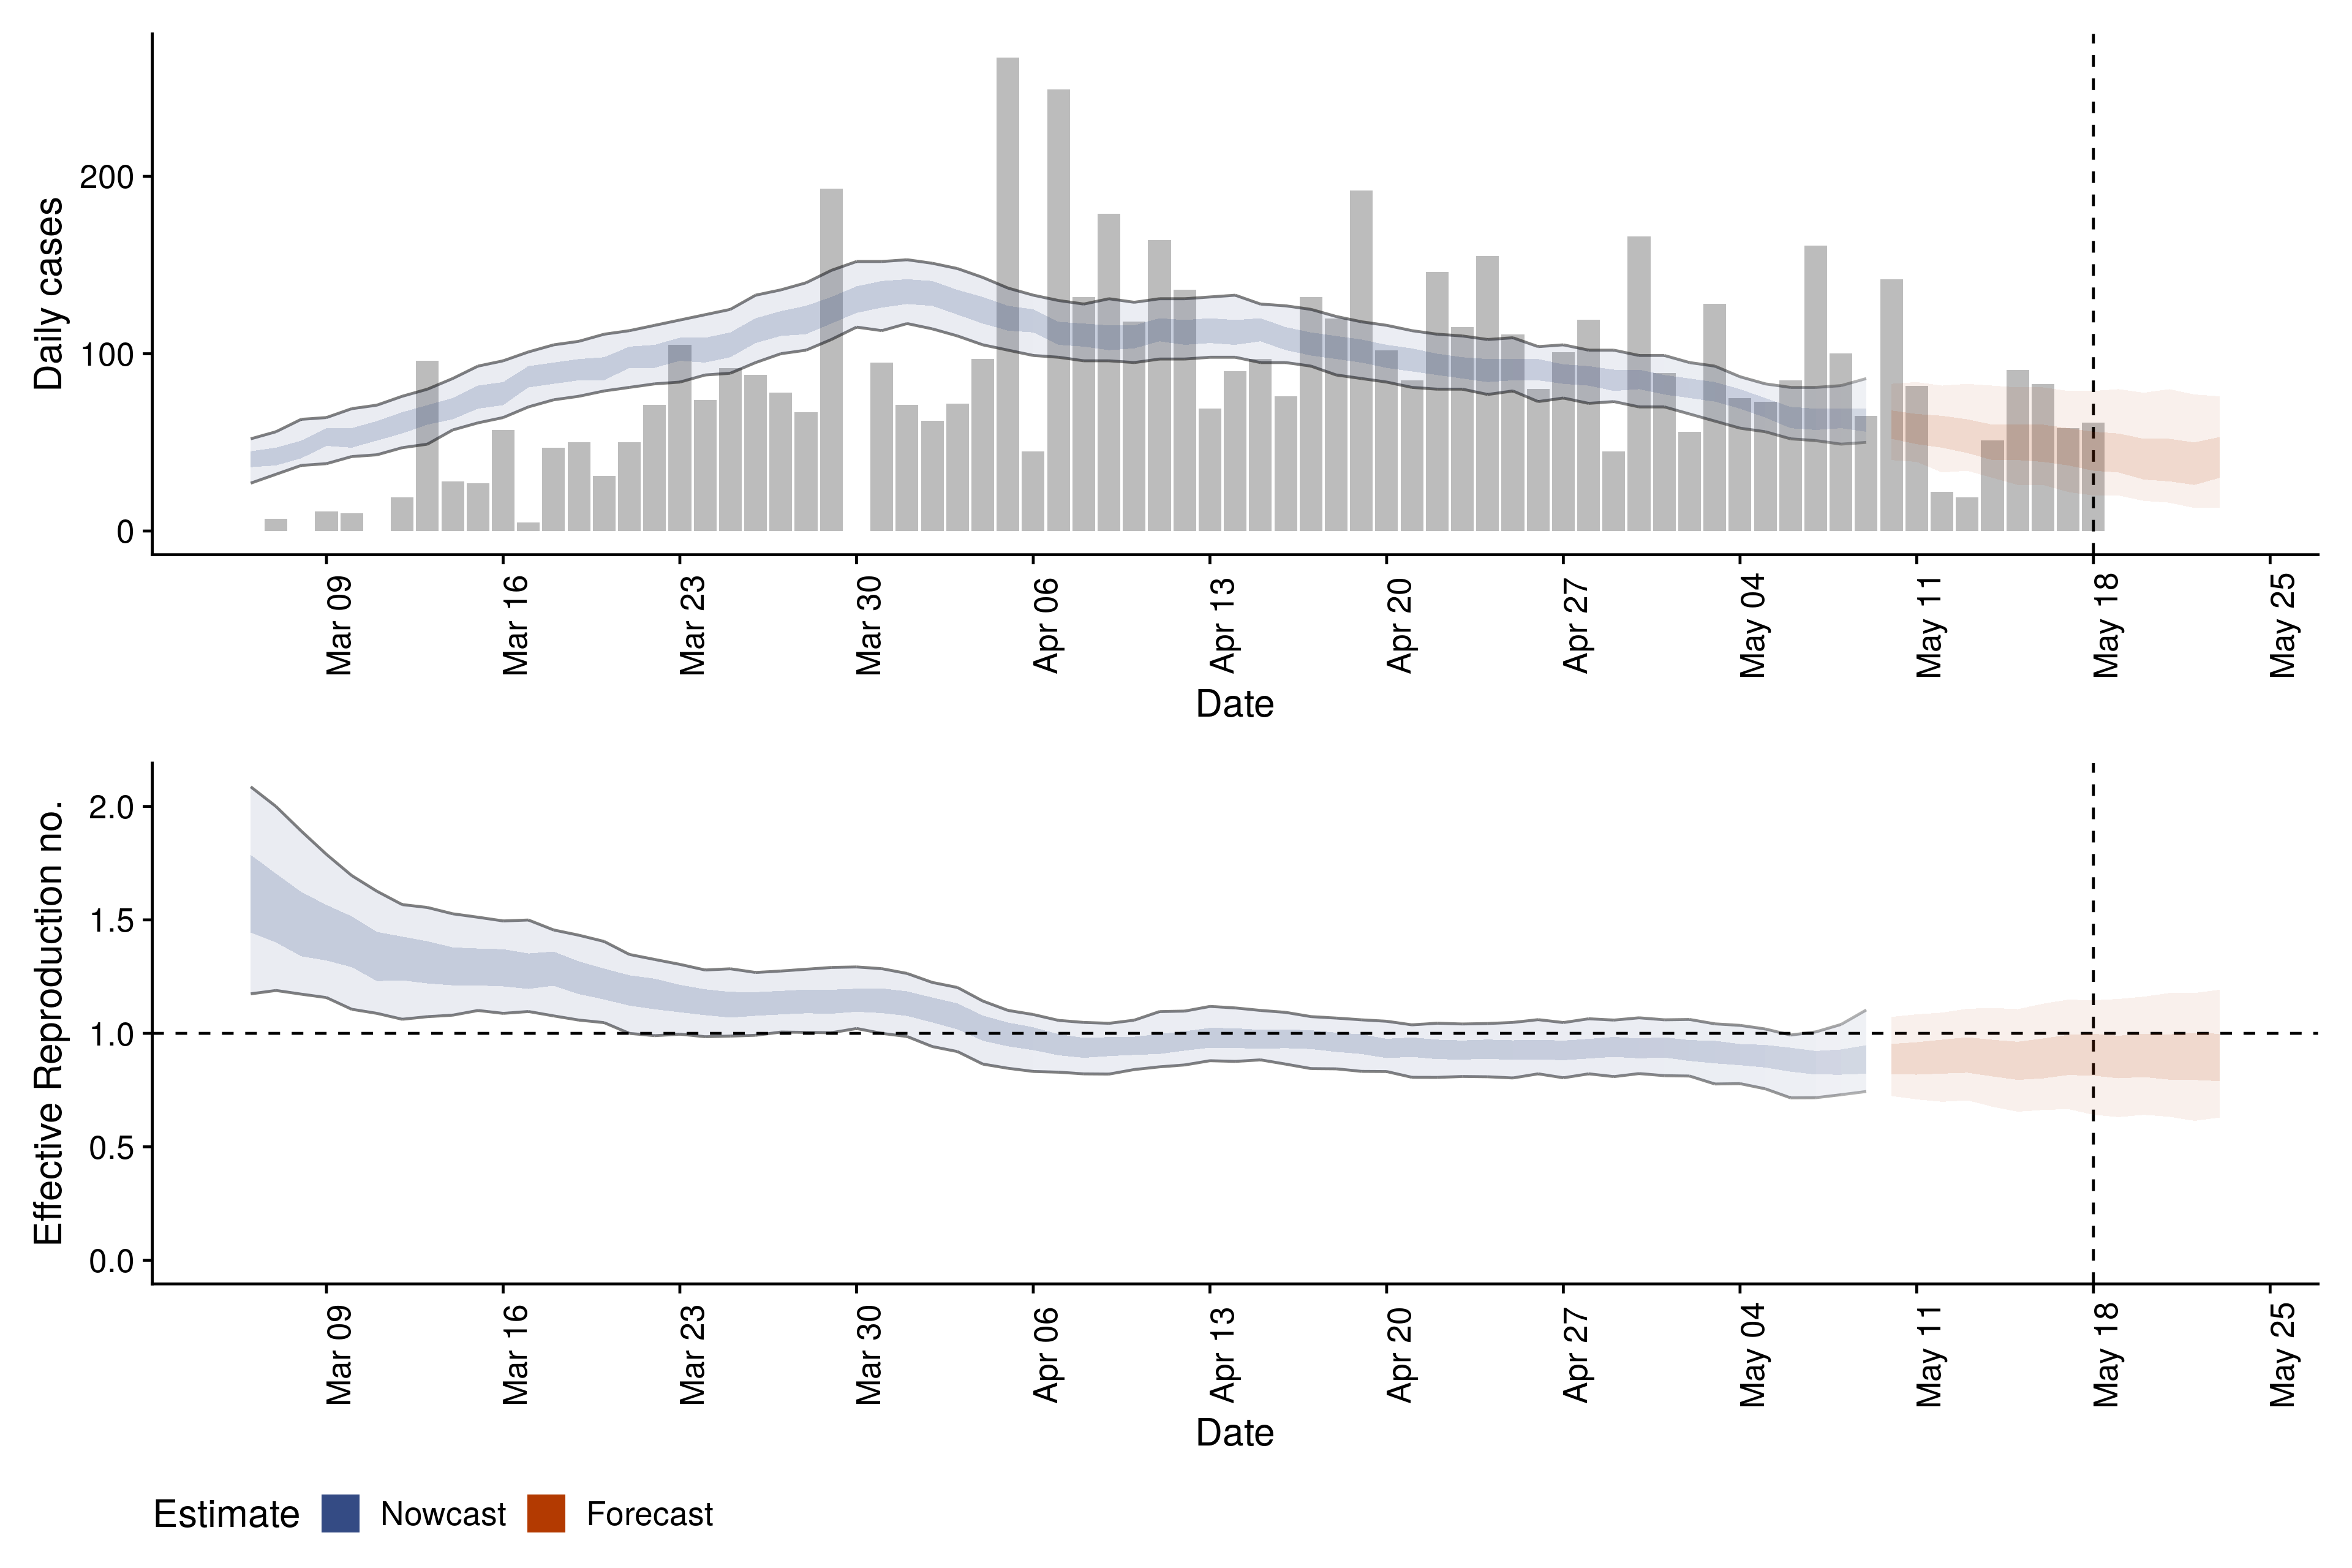 Daily cases
200
100
0
Mar 09 Mar 16 Mar 23 Mar 30 Apr 06 Apr 13 Apr 20 Apr 27 May 04 May 11 May 18 May 25
Date
Effective Reproduction no.
2.0
1.5
1.0
0.5
0.0
Mar 09 Mar 16 Mar 23 Mar 30 Apr 06 Apr 13 Apr 20 Apr 27 May 04 May 11 May 18 May 25
Date
Estimate Nowcast Forecast